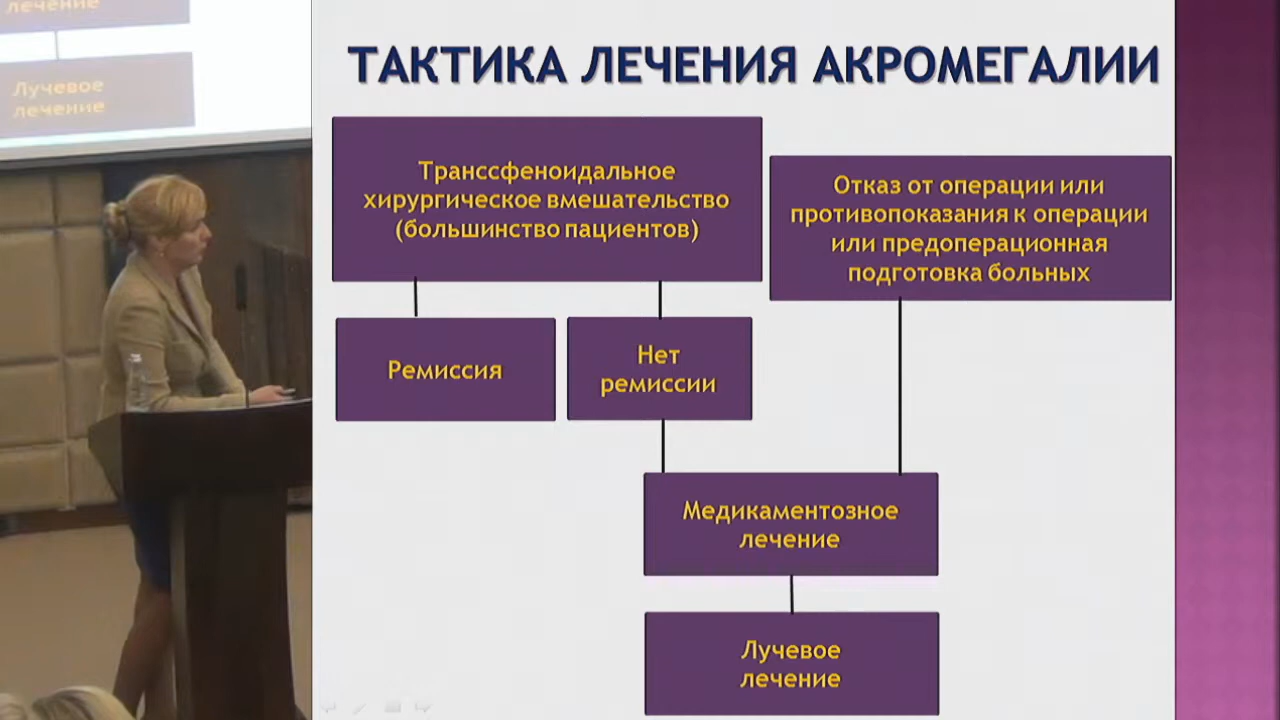 лечение
Лучевое
лечение
ТАКТИКА ЛЕЧЕНИЯ АКРОМЕГАЛИИ
Транссфеноидальное
хирургическое вмешательство
(большинство пациентов)
Отказ от операции или
противопоказания к операции
или предоперационная
подготовка больных
Ремиссия
Нет
ремиссии
Медикаментозное
лечение
Лучевое
лечение